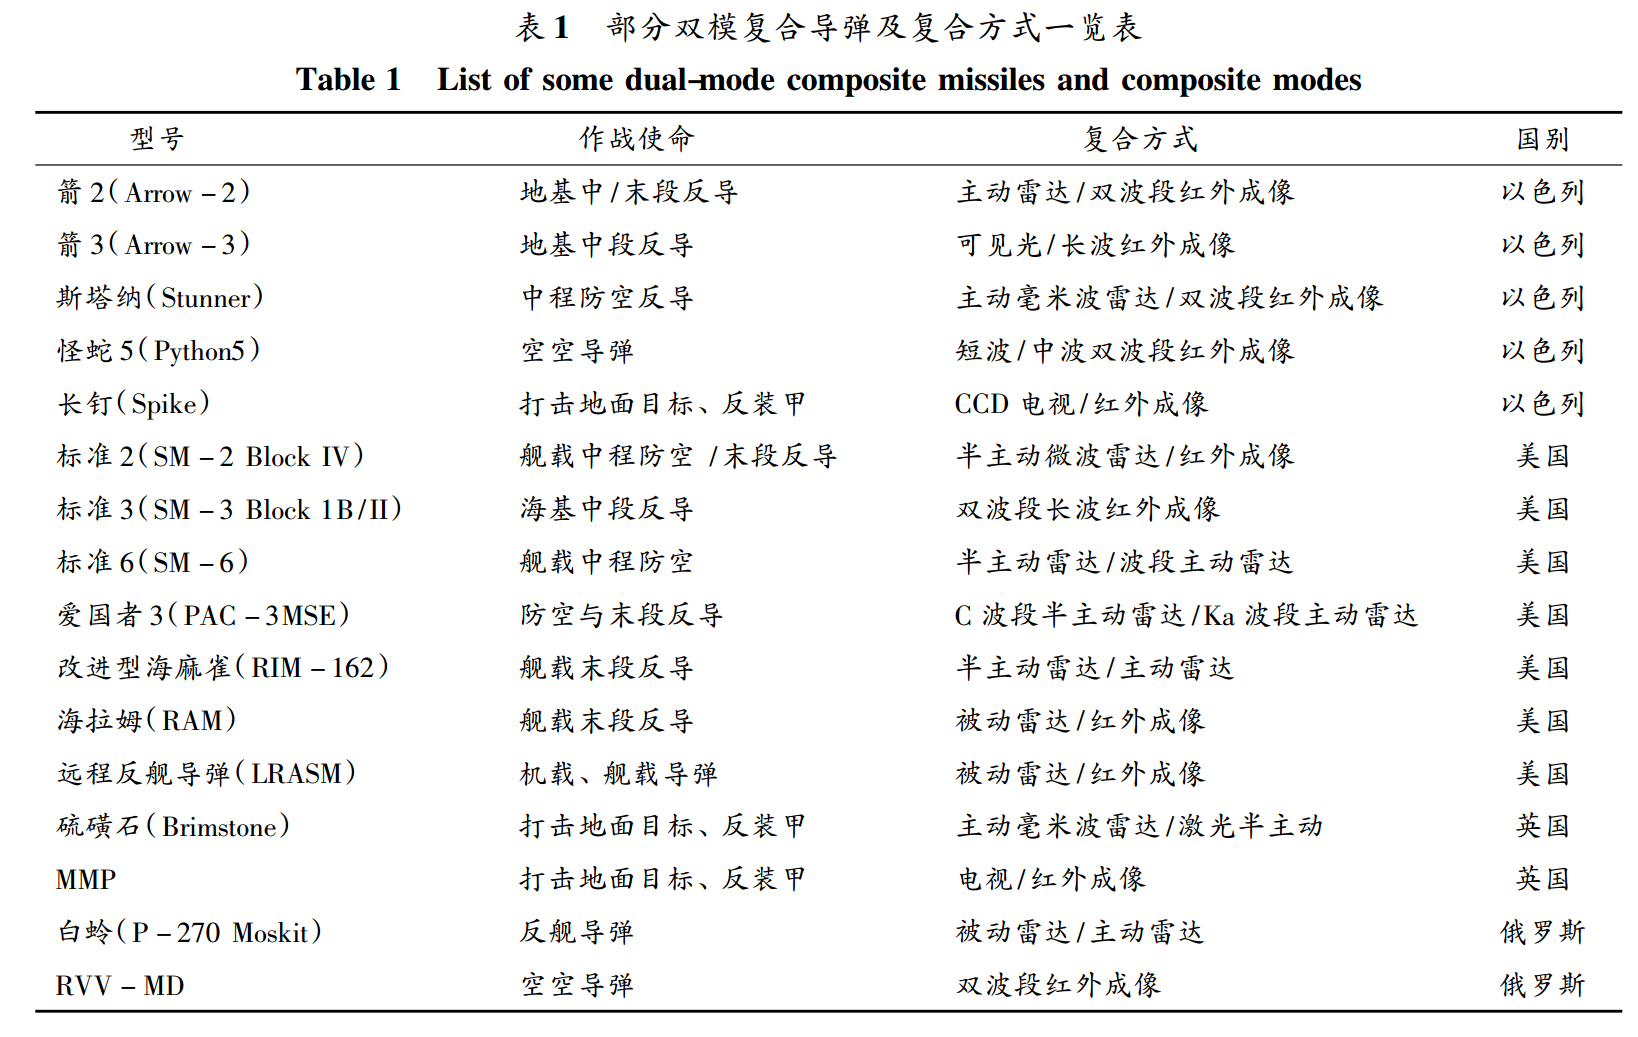 表1 部分双模复合导弹及复合方式一览表
Table 1 List of some dual-mode composite missiles and composite modes
型号 作战使命 复合方式 国别
箭2(Arrow-2) 地基中/末段反导 主动雷达/双波段红外成像 以色列
箭3(Arrow-3) 地基中段反导 可见光/长波红外成像 以色列
斯塔纳(Stunner) 中程防空反导 主动毫米波雷达/双波段红外成像 以色列
怪蛇5(Python5) 空空导弹 短波/中波双波段红外成像 以色列
长钉(Spike) 打击地面目标、反装甲 CCD电视/红外成像 以色列
标准2(SM-2 Block IV) 舰载中程防空 /末段反导 半主动微波雷达/红外成像 美国
标准3(SM-3 Block 1B/II) 海基中段反导 双波段长波红外成像 美国
标准6(SM-6) 舰载中程防空 半主动雷达/波段主动雷达 美国
爱国者3(PAC-3MSE) 防空与末段反导 C波段半主动雷达/Ka波段主动雷达 美国
改进型海麻雀(RIM-162) 舰载末段反导 半主动雷达/主动雷达 美国
海拉姆(RAM) 舰载末段反导 被动雷达/红外成像 美国
远程反舰导弹(LRASM) 机载、舰载导弹 被动雷达/红外成像 美国
硫磺石(Brimstone) 打击地面目标、反装甲 主动毫米波雷达/激光半主动 英国
MMP 打击地面目标、反装甲 电视/红外成像 英国
白蛉(P-270 Moskit) 反舰导弹 被动雷达/主动雷达 俄罗斯
RVV-MD 空空导弹 双波段红外成像 俄罗斯